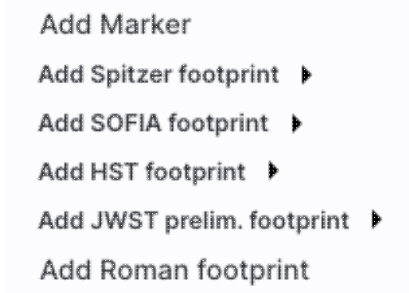 Add Marker
Add Spitzer footprint
Add SOFIA footprint
Add HST footprint
Add JWST prelim. footprint
Add Roman footprint